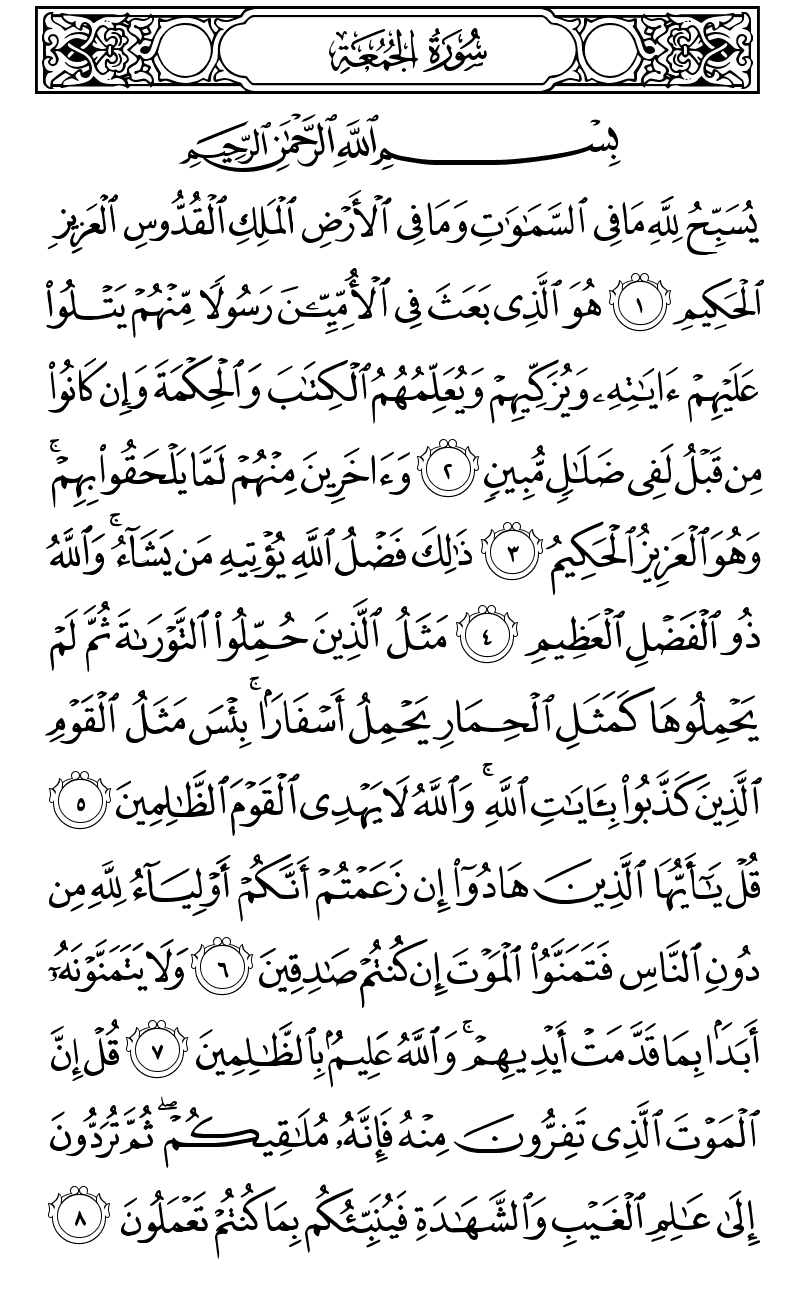 سُورَةُ الجُمُعَةِ
بِسْمِ ٱللَّهِ ٱلرَّحْمَٰنِ ٱلرَّحِيمِ
يُسَبِّحُ لِلَّهِ مَا فِى ٱلسَّمَٰوَٰتِ وَمَا فِى ٱلْأَرْضِ ٱلْمَلِكِ ٱلْقُدُّوسِ ٱلْعَزِيزِ
ٱلْحَكِيمِ ١ هُوَ ٱلَّذِى بَعَثَ فِى ٱلْأُمِّيِّـۧنَ رَسُولًا مِّنْهُمْ يَتْلُوا۟
عَلَيْهِمْ ءَايَٰتِهِۦ وَيُزَكِّيهِمْ وَيُعَلِّمُهُمُ ٱلْكِتَٰبَ وَٱلْحِكْمَةَ وَإِن كَانُوا۟
مِن قَبْلُ لَفِى ضَلَٰلٍ مُّبِينٍ ٢ وَءَاخَرِينَ مِنْهُمْ لَمَّا يَلْحَقُوا۟ بِهِمْ ۚ
وَهُوَ ٱلْعَزِيزُ ٱلْحَكِيمُ ٣ ذَٰلِكَ فَضْلُ ٱللَّهِ يُؤْتِيهِ مَن يَشَآءُ ۚ وَٱللَّهُ
ذُو ٱلْفَضْلِ ٱلْعَظِيمِ ٤ مَثَلُ ٱلَّذِينَ حُمِّلُوا۟ ٱلتَّوْرَىٰةَ ثُمَّ لَمْ
يَحْمِلُوهَا كَمَثَلِ ٱلْحِمَارِ يَحْمِلُ أَسْفَارًۢا ۚ بِئْسَ مَثَلُ ٱلْقَوْمِ
ٱلَّذِينَ كَذَّبُوا۟ بِـَٔايَٰتِ ٱللَّهِ ۚ وَٱللَّهُ لَا يَهْدِى ٱلْقَوْمَ ٱلظَّٰلِمِينَ ٥
قُلْ يَٰٓأَيُّهَا ٱلَّذِينَ هَادُوٓا۟ إِن زَعَمْتُمْ أَنَّكُمْ أَوْلِيَآءُ لِلَّهِ مِن
دُونِ ٱلنَّاسِ فَتَمَنَّوُا۟ ٱلْمَوْتَ إِن كُنتُمْ صَٰدِقِينَ ٦ وَلَا يَتَمَنَّوْنَهُۥٓ
أَبَدًۢا بِمَا قَدَّمَتْ أَيْدِيهِمْ ۚ وَٱللَّهُ عَلِيمٌۢ بِٱلظَّٰلِمِينَ ٧ قُلْ إِنَّ
ٱلْمَوْتَ ٱلَّذِى تَفِرُّونَ مِنْهُ فَإِنَّهُۥ مُلَٰقِيكُمْ ۖ ثُمَّ تُرَدُّونَ
إِلَىٰ عَٰلِمِ ٱلْغَيْبِ وَٱلشَّهَٰدَةِ فَيُنَبِّئُكُم بِمَا كُنتُمْ تَعْمَلُونَ ٨